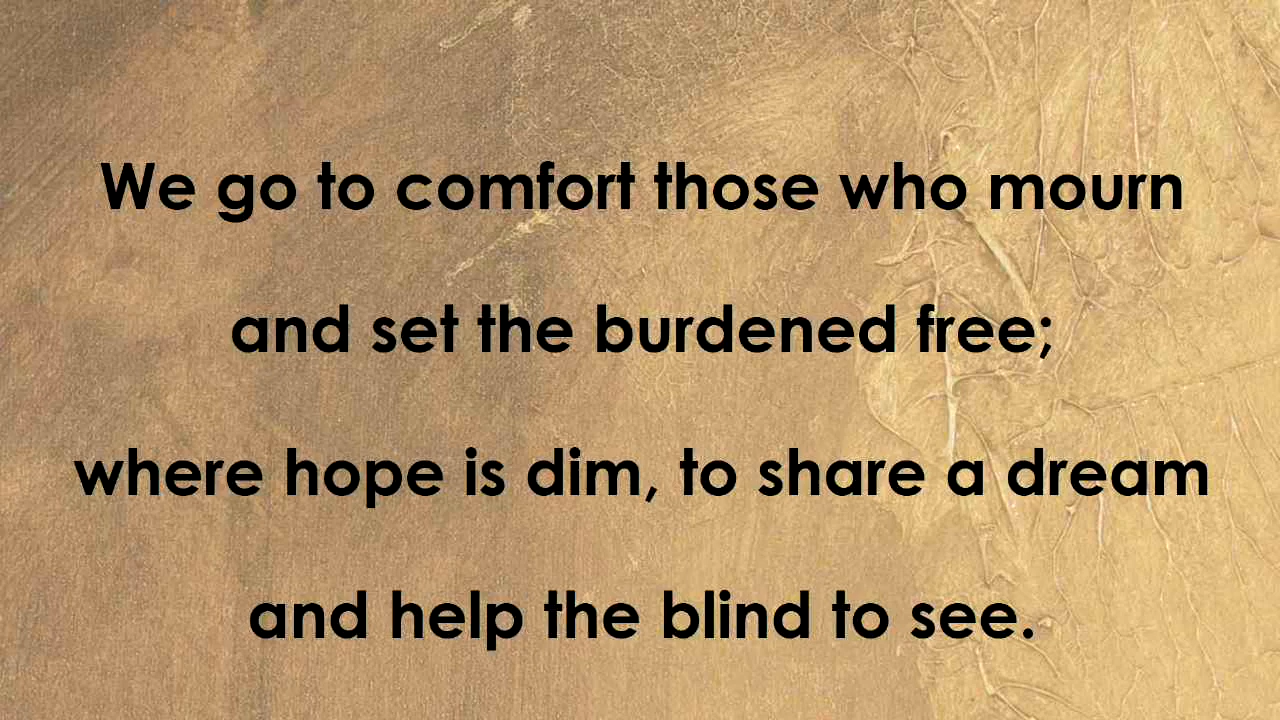 We go to comfort those who mourn
and set the burdened free;
where hope is dim, to share a dream
and help the blind to see.